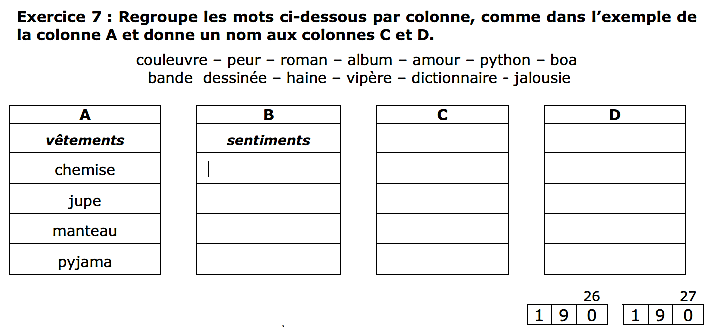 Exercice 7 : Regroupe les mots ci-dessous par colonne, comme dans l'exemple de
la colonne A et donne un nom aux colonnes C et D.
couleuvre – peur – roman – album – amour – python – boa
bande dessinée – haine – vipère – dictionnaire - jalousie
A B C D
vêtements sentiments
chemise
jupe
manteau
pyjama
26 27
1 9 0 1 9 0